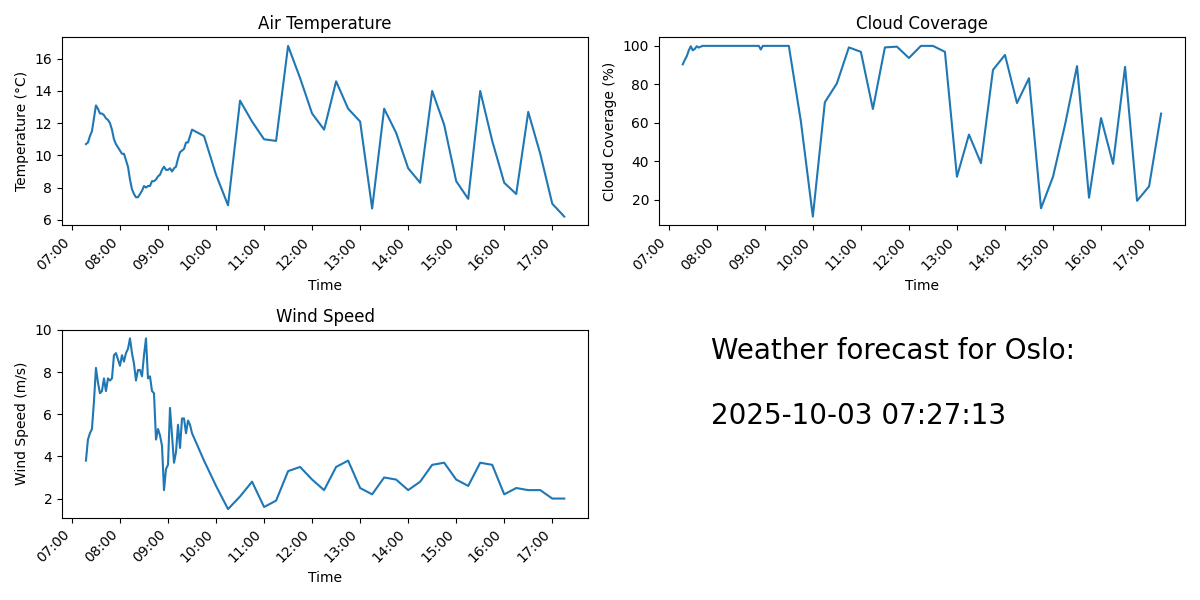 Air Temperature
Temperature (°C)
16
14
12
10
8
6
07:00 08:00 09:00 10:00 11:00 12:00 13:00 14:00 15:00 16:00 17:00
Time
Cloud Coverage
Cloud Coverage (%)
100
80
60
40
20
07:00 08:00 09:00 10:00 11:00 12:00 13:00 14:00 15:00 16:00 17:00
Time
Wind Speed
Wind Speed (m/s)
10
8
6
4
2
07:00 08:00 09:00 10:00 11:00 12:00 13:00 14:00 15:00 16:00 17:00
Time
Weather forecast for Oslo:
2025-10-03 07:27:13